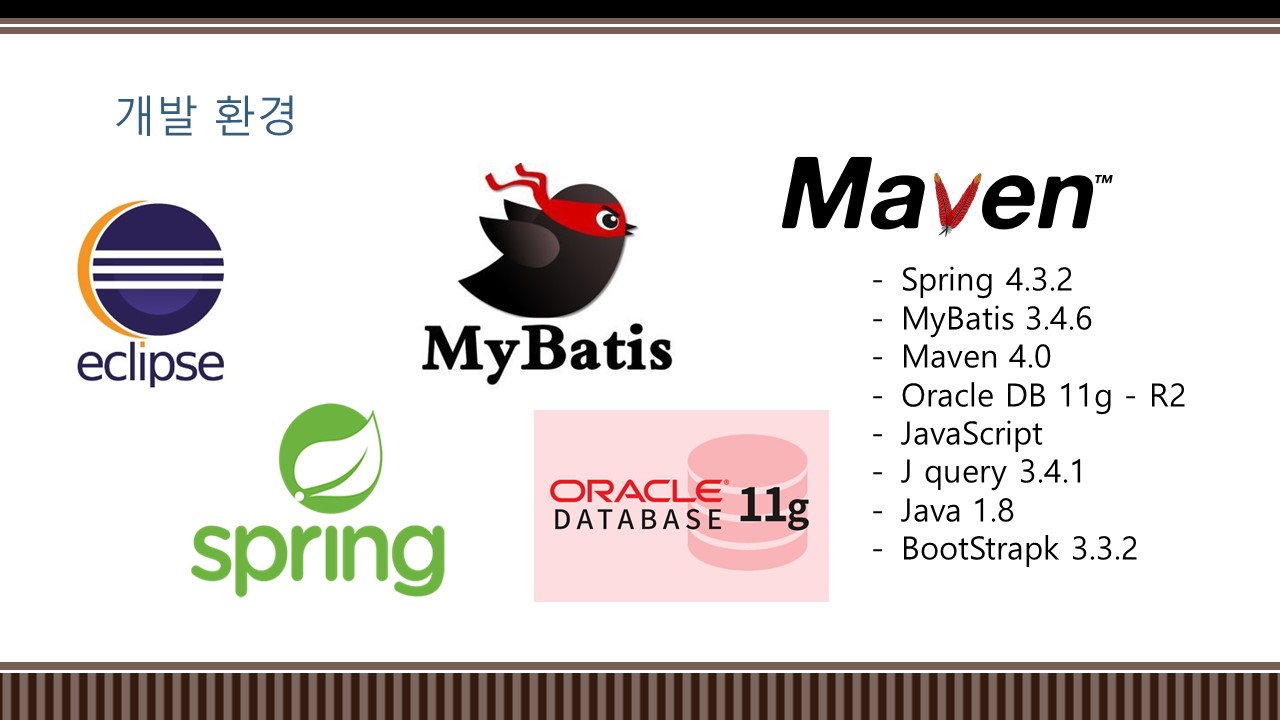 개발 환경
eclipse
MyBatis
Maven™
spring
ORACLE®
DATABASE
11g
- Spring 4.3.2
- MyBatis 3.4.6
- Maven 4.0
- Oracle DB 11g - R2
- JavaScript
- J query 3.4.1
- Java 1.8
- BootStrapk 3.3.2